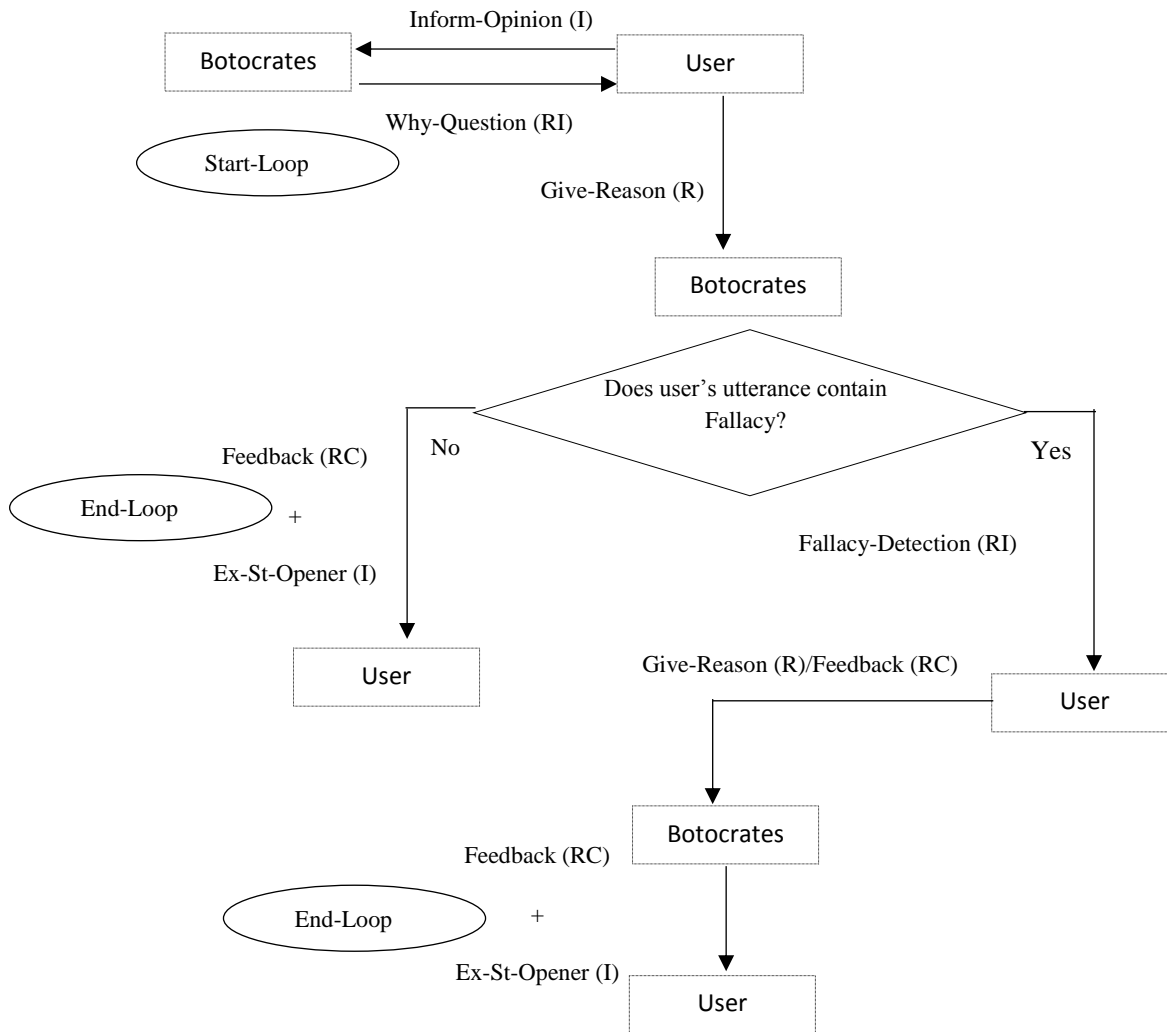 Inform-Opinion (I)
Botocrates
User
Why-Question (RI)
Start-Loop
Give-Reason (R)
Botocrates
Does user’s utterance contain
Fallacy?
No
Yes
Feedback (RC)
End-Loop
+
Fallacy-Detection (RI)
Ex-St-Opener (I)
User
Give-Reason (R)/Feedback (RC)
User
Botocrates
Feedback (RC)
End-Loop
+
Ex-St-Opener (I)
User